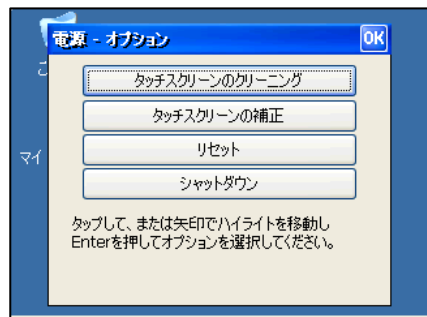 電源 - オプション
OK
こ
タッチスクリーンのクリーニング
タッチスクリーンの補正
マイ
リセット
シャットダウン
タップして、または矢印でハイライトを移動し
Enterを押してオプションを選択してください。